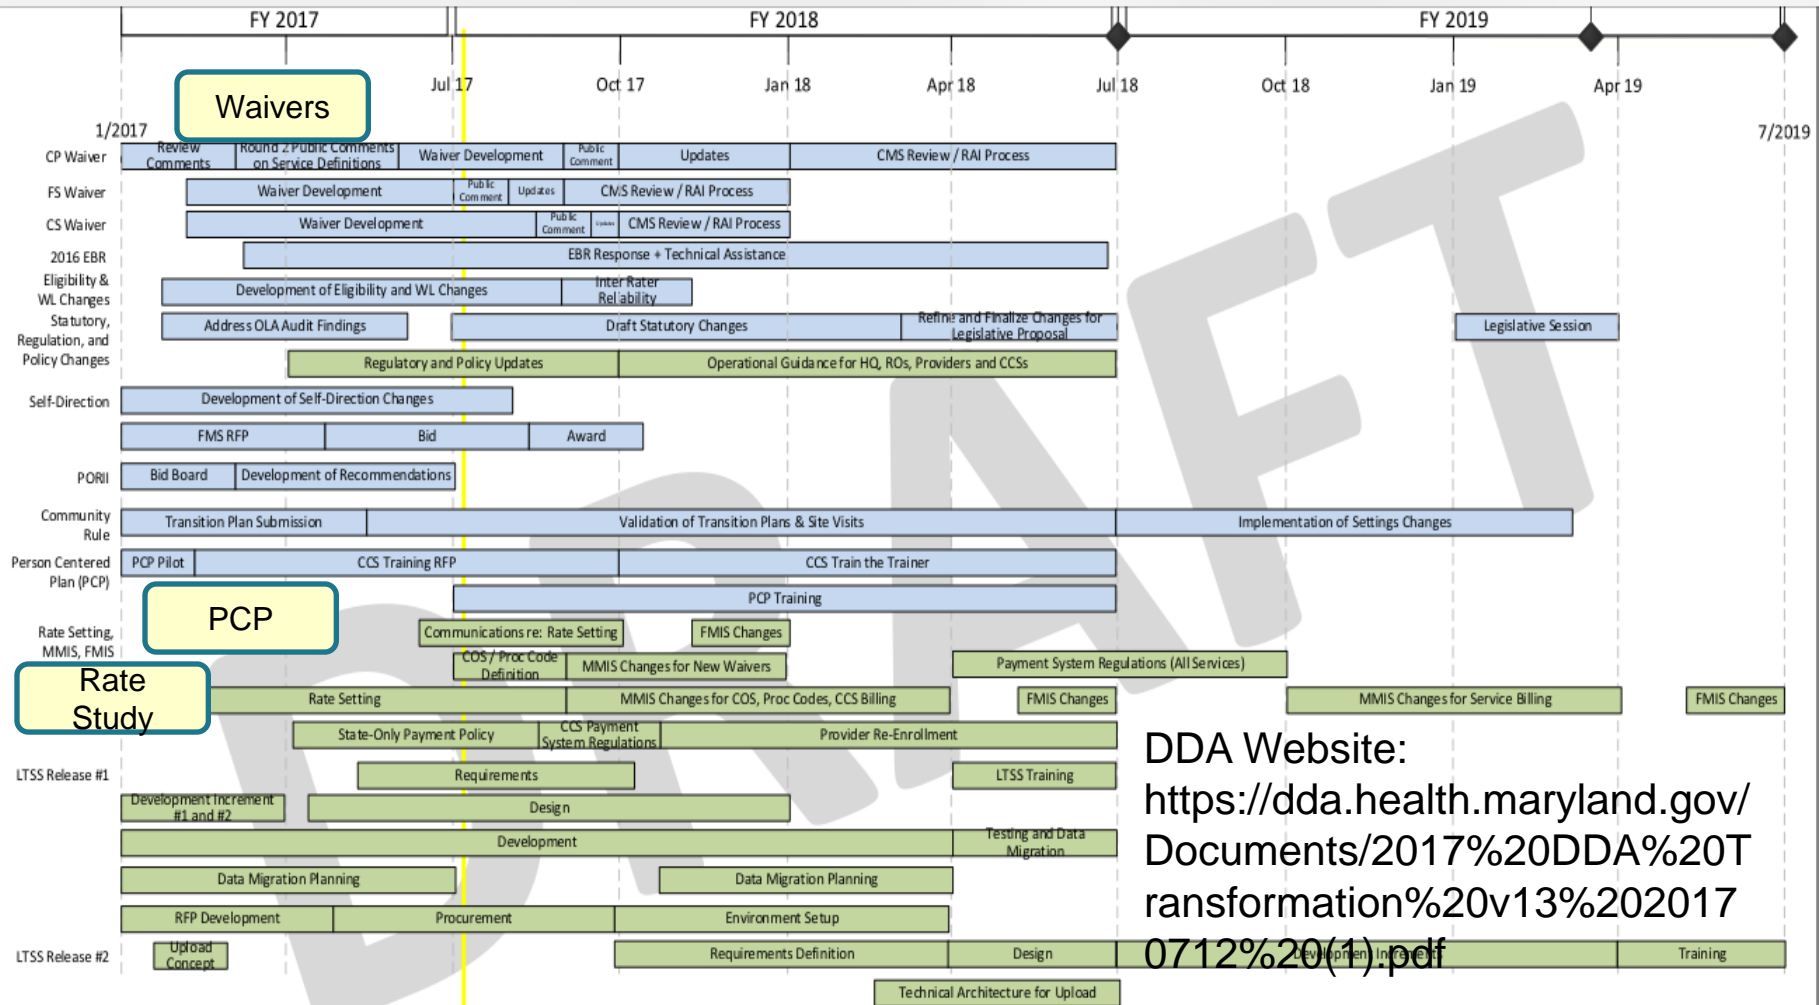 FY 2017
FY 2018
FY 2019
Jul 17
Oct 17
Jan 18
Apr 18
Jul 18
Oct 18
Jan 19
Apr 19
Waivers
1/2017
7/2019
CP Waiver
Review
Comments
Round 2 Public Comments
on Service Definitions
Waiver Development
Public
Comment
Updates
CMS Review / RAI Process
FS Waiver
Waiver Development
Public
Comment
Updates
CMS Review / RAI Process
CS Waiver
Waiver Development
Public
Comment
Updates
CMS Review / RAI Process
2016 EBR
EBR Response + Technical Assistance
Eligibility &
WL Changes
Development of Eligibility and WL Changes
Inter Rater
Reliability
Statutory,
Regulation, and
Policy Changes
Address OLA Audit Findings
Draft Statutory Changes
Refine and Finalize Changes for
Legislative Proposal
Legislative Session
Regulatory and Policy Updates
Operational Guidance for HQ, ROs, Providers and CCSs
Self-Direction
Development of Self-Direction Changes
FMS RFP
Bid
Award
PORII
Bid Board
Development of Recommendations
Community
Rule
Transition Plan Submission
Validation of Transition Plans & Site Visits
Implementation of Settings Changes
Person Centered
Plan (PCP)
PCP Pilot
CCS Training RFP
CCS Train the Trainer
PCP Training
PCP
Rate Setting,
MMIS, FMIS
Communications re: Rate Setting
FMIS Changes
COS / Proc Code
Definition
MMIS Changes for New Waivers
Payment System Regulations (All Services)
Rate
Study
Rate Setting
MMIS Changes for COS, Proc Codes, CCS Billing
FMIS Changes
MMIS Changes for Service Billing
FMIS Changes
State-Only Payment Policy
CCS Payment
System Regulations
Provider Re-Enrollment
LTSS Release #1
Requirements
LTSS Training
Development Increment
#1 and #2
Design
Development
Testing and Data
Migration
Data Migration Planning
Data Migration Planning
RFP Development
Procurement
Environment Setup
LTSS Release #2
Upload
Concept
Requirements Definition
Design
Development Increments
Training
Technical Architecture for Upload
DDA Website:
https://dda.health.maryland.gov/
Documents/2017%20DDA%20T
ransformation%20v13%202017
0712%20(1).pdf
DRAFT